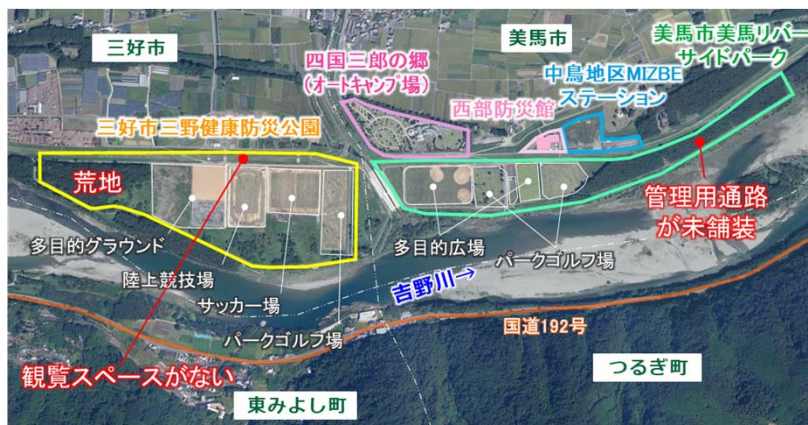 三好市
美馬市
美馬市美馬リバー
サイドパーク
四国三郎の郷
(オートキャンプ場)
中鳥地区MIZBE
ステーション
西部防災館
三好市三野健康防災公園
荒地
管理用通路
が未舗装
多目的グラウンド
多目的広場
パークゴルフ場
陸上競技場
サッカー場
吉野川→
パークゴルフ場
国道192号
観覧スペースがない
つるぎ町
東みよし町